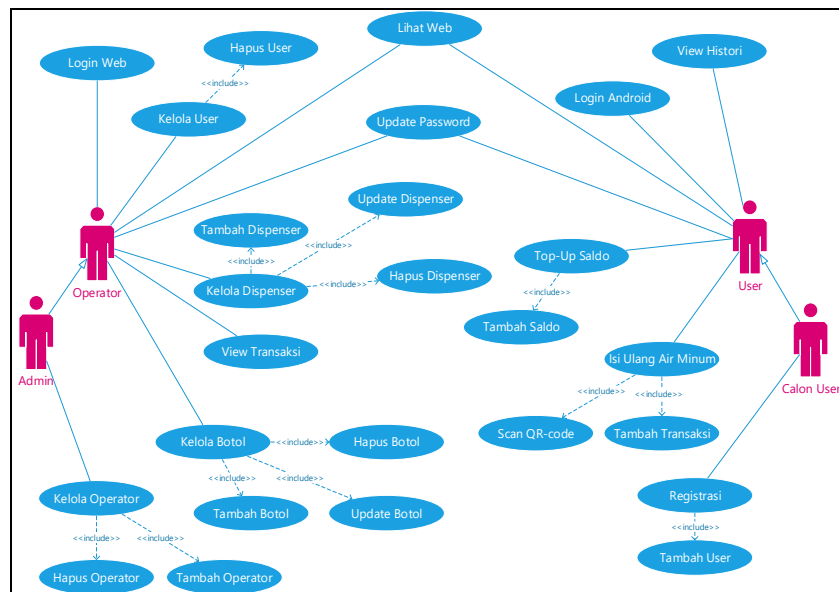 Lihat Web
Hapus User
View Histori
Login Web
<<include>>
Login Android
Kelola User
Update Password
Update Dispenser
Tambah Dispenser
<<include>>
Top-Up Saldo
<<include>>
Hapus Dispenser
User
Operator
Kelola Dispenser
<<include>>
<<include>>
Tambah Saldo
View Transaksi
Isi Ulang Air Minum
Admin
Calon User
<<include>>
<<include>>
Kelola Botol
<<include>>
Hapus Botol
Scan QR-code
Tambah Transaksi
<<include>>
<<include>>
Kelola Operator
Registrasi
Tambah Botol
Update Botol
<<include>>
<<include>>
<<include>>
Tambah User
Hapus Operator
Tambah Operator